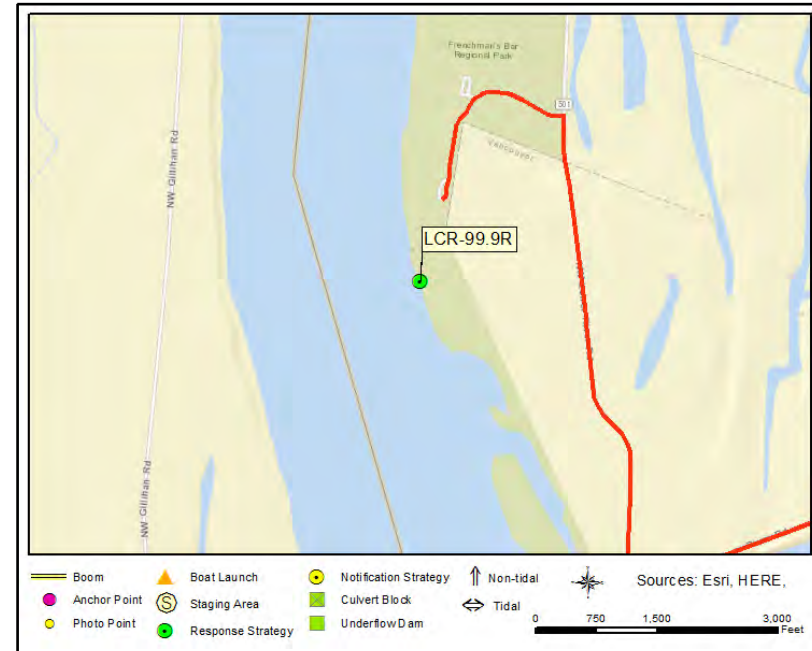 Frenchman's Bar
Regional Park
501
NW Gillihan Rd
VANCOUVER
LCR-99.9R
NW Gillihan Rd
Boom
Boat Launch
Notification Strategy
Non-tidal
Sources: Esri, HERE,
Anchor Point
S Staging Area
Culvert Block
Tidal
Photo Point
Response Strategy
Underflow Dam
0 750 1,500 3,000
Feet